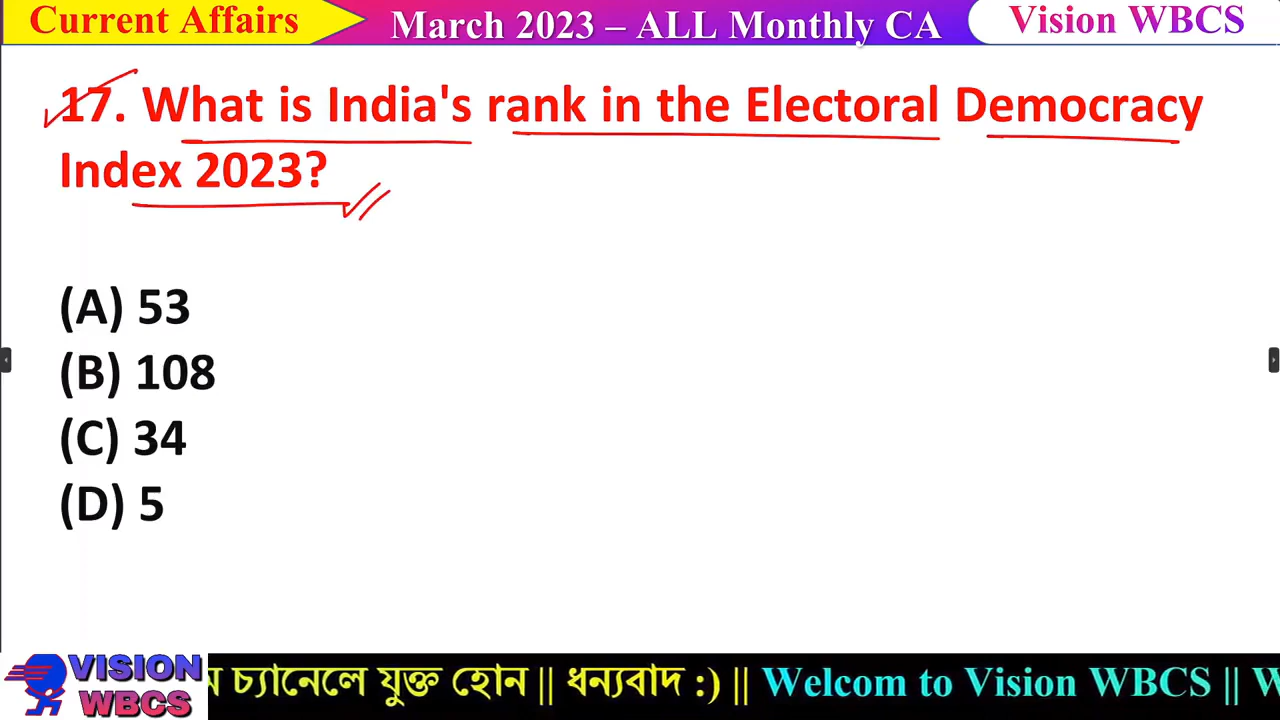 Current Affairs
March 2023 – ALL Monthly CA
Vision WBCS
17. What is India's rank in the Electoral Democracy
Index 2023?
(A) 53
(B) 108
(C) 34
(D) 5
VISION
WBCS
চ্যানেলে যুক্ত হোন || ধন্যবাদ :) || Welcom to Vision WBCS ||